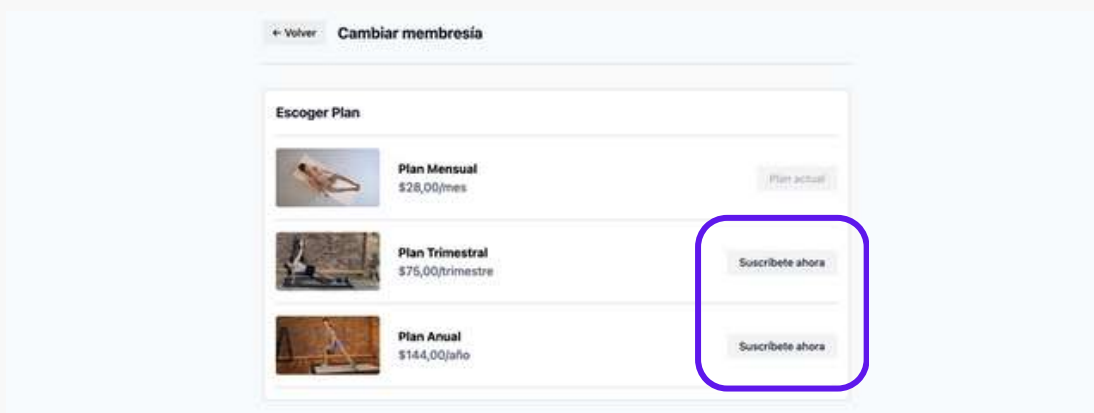 ← Volver
Cambiar membresía
Escoger Plan
Plan Mensual
$28,00/mes
Plan actual
Plan Trimestral
$75,00/trimestre
Suscríbete ahora
Plan Anual
$144,00/año
Suscríbete ahora